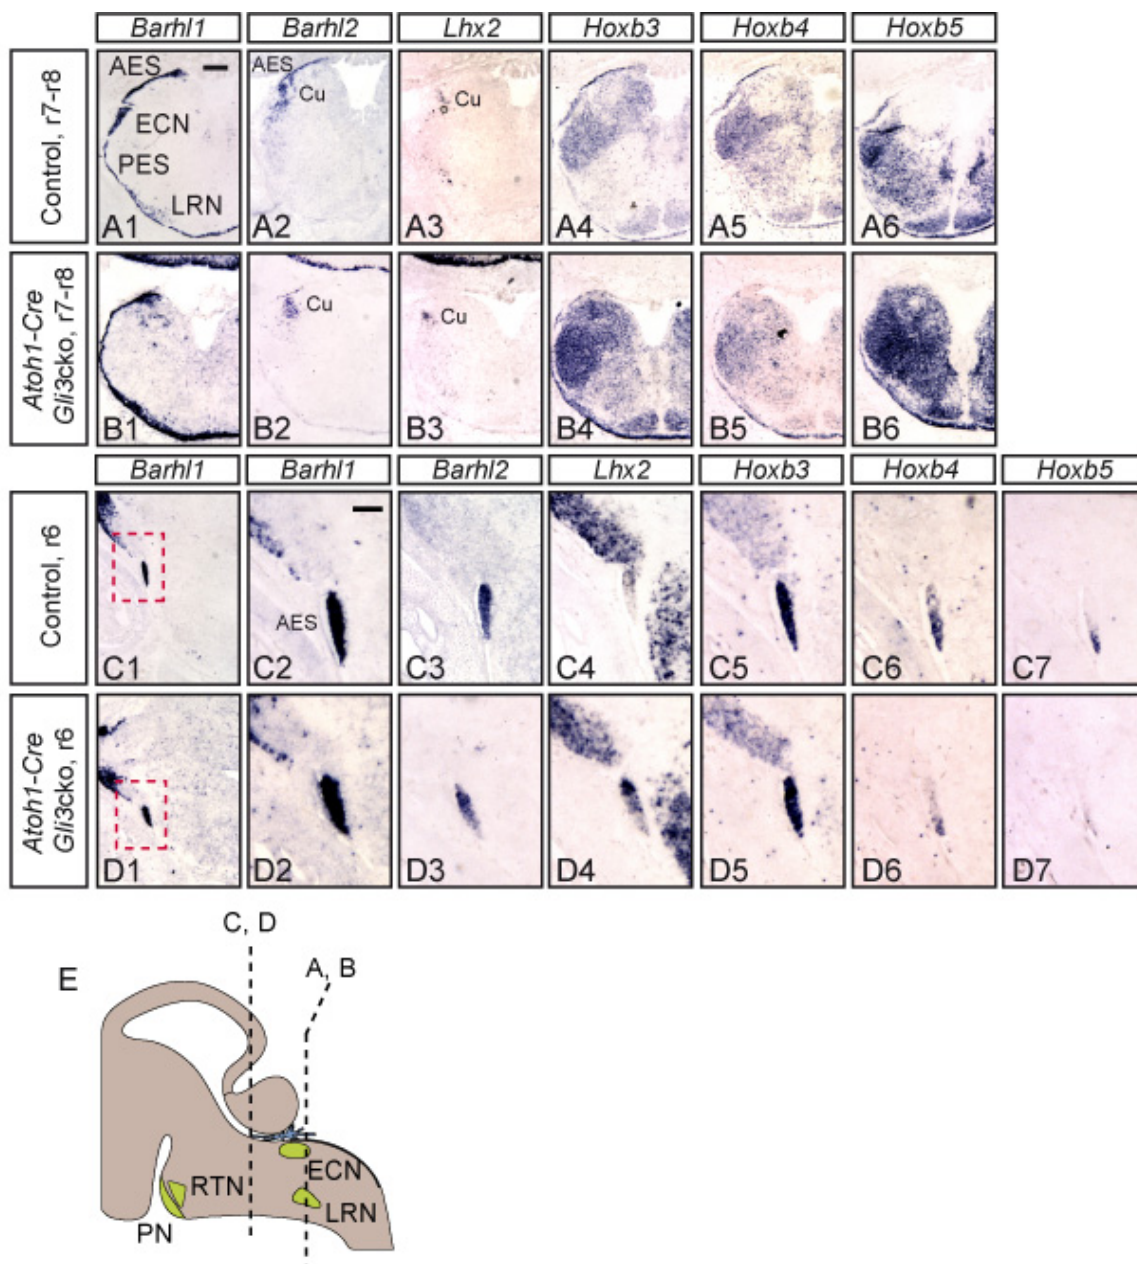 Barhl1 Barhl2 Lhx2 Hoxb3 Hoxb4 Hoxb5
Control, r7-r8
AES
ECN
PES
LRN
A1
AES
Cu
A2
Cu
A3
A4
A5
A6
Atoh1-Cre
Gli3cko, r7-r8
B1
Cu
B2
Cu
B3
B4
B5
B6
Barhl1 Barhl1 Barhl2 Lhx2 Hoxb3 Hoxb4 Hoxb5
Control, r6
C1
AES
C2
C3
C4
C5
C6
C7
Atoh1-Cre
Gli3cko, r6
D1
D2
D3
D4
D5
D6
D7
C, D
A, B
E
ECN
RTN
LRN
PN